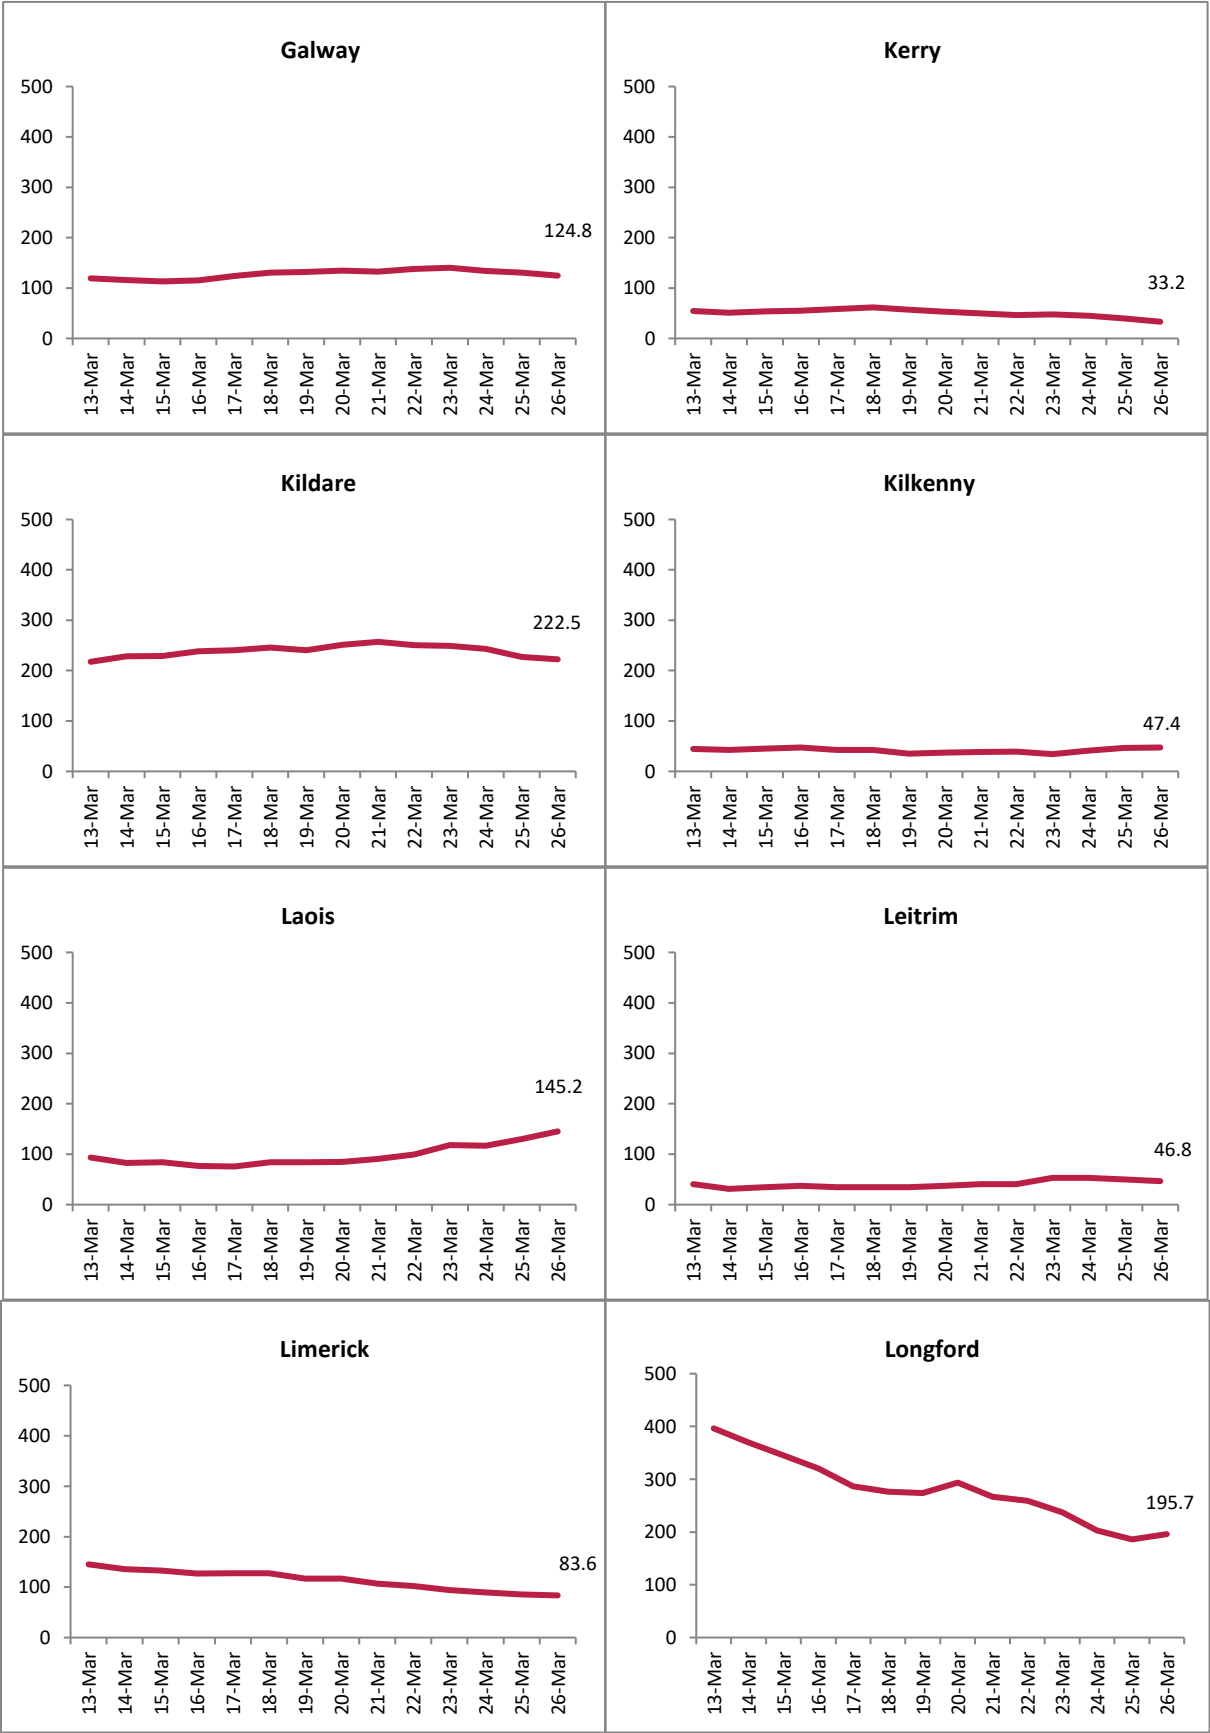 Galway
500
400
300
200
100
0
124.8
13-Mar
14-Mar
15-Mar
16-Mar
17-Mar
18-Mar
19-Mar
20-Mar
21-Mar
22-Mar
23-Mar
24-Mar
25-Mar
26-Mar
Kerry
500
400
300
200
100
0
33.2
13-Mar
14-Mar
15-Mar
16-Mar
17-Mar
18-Mar
19-Mar
20-Mar
21-Mar
22-Mar
23-Mar
24-Mar
25-Mar
26-Mar
Kildare
500
400
300
200
100
0
222.5
13-Mar
14-Mar
15-Mar
16-Mar
17-Mar
18-Mar
19-Mar
20-Mar
21-Mar
22-Mar
23-Mar
24-Mar
25-Mar
26-Mar
Kilkenny
500
400
300
200
100
0
47.4
13-Mar
14-Mar
15-Mar
16-Mar
17-Mar
18-Mar
19-Mar
20-Mar
21-Mar
22-Mar
23-Mar
24-Mar
25-Mar
26-Mar
Laois
500
400
300
200
100
0
145.2
13-Mar
14-Mar
15-Mar
16-Mar
17-Mar
18-Mar
19-Mar
20-Mar
21-Mar
22-Mar
23-Mar
24-Mar
25-Mar
26-Mar
Leitrim
500
400
300
200
100
0
46.8
13-Mar
14-Mar
15-Mar
16-Mar
17-Mar
18-Mar
19-Mar
20-Mar
21-Mar
22-Mar
23-Mar
24-Mar
25-Mar
26-Mar
Limerick
500
400
300
200
100
0
83.6
13-Mar
14-Mar
15-Mar
16-Mar
17-Mar
18-Mar
19-Mar
20-Mar
21-Mar
22-Mar
23-Mar
24-Mar
25-Mar
26-Mar
Longford
500
400
300
200
100
0
195.7
13-Mar
14-Mar
15-Mar
16-Mar
17-Mar
18-Mar
19-Mar
20-Mar
21-Mar
22-Mar
23-Mar
24-Mar
25-Mar
26-Mar